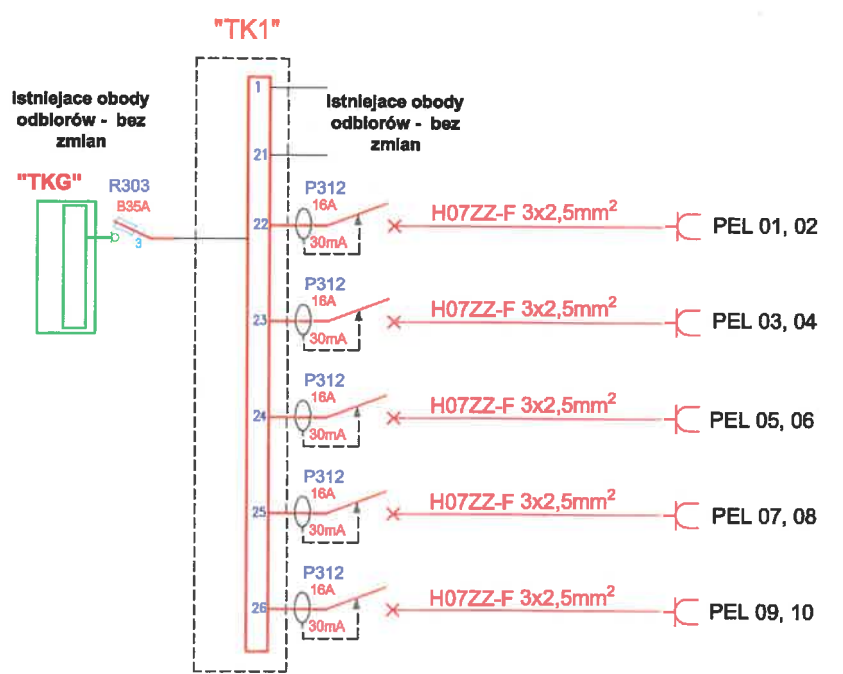 "TK1"
Istniejace obody
odbiorów - bez
zmian
"TKG"
R303
B35A
3
1
21
Istniejace obody
odbiorów - bez
zmian
22
P312
16A
30mA
H07ZZ-F 3x2,5mm²
PEL 01, 02
23
P312
16A
30mA
H07ZZ-F 3x2,5mm²
PEL 03, 04
24
P312
16A
30mA
H07ZZ-F 3x2,5mm²
PEL 05, 06
25
P312
16A
30mA
H07ZZ-F 3x2,5mm²
PEL 07, 08
26
P312
16A
30mA
H07ZZ-F 3x2,5mm²
PEL 09, 10